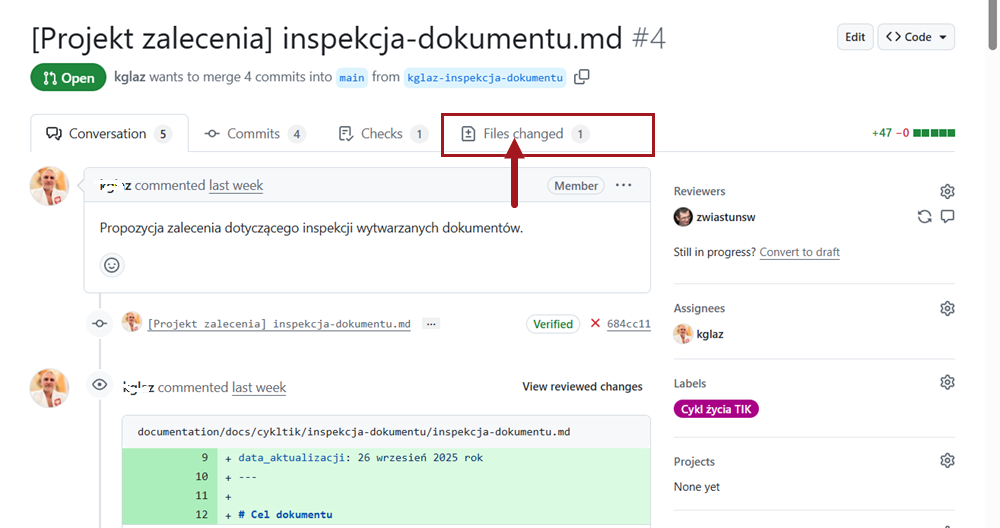 [Projekt zalecenia] inspekcja-dokumentu.md #4
Edit
Code
Open
kglaz wants to merge 4 commits into main from kglaz-inspekcja-dokumentu
Conversation 5
Commits 4
Checks 1
Files changed 1
+47 −0
commented last week
Member
Propozycja zalecenia dotyczącego inspekcji wytwarzanych dokumentów.
[Projekt zalecenia] inspekcja-dokumentu.md
Verified
684cc11
commented last week
View reviewed changes
documentation/docs/cykltik/inspekcja-dokumentu/inspekcja-dokumentu.md
9 + data_aktualizacji: 26 wrzesień 2025 rok
10 + ---
11 +
12 + # Cel dokumentu
Reviewers
zwiastunsw
Still in progress? Convert to draft
Assignees
kglaz
Labels
Cykl życia TIK
Projects
None yet